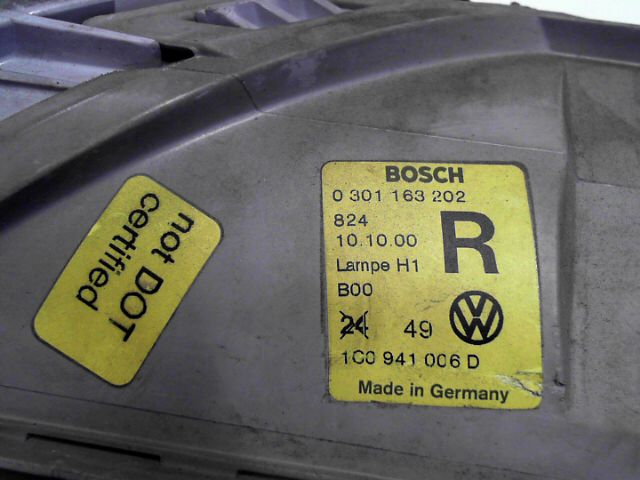 not DOT
certified
BOSCH
0 301 163 202
824
10.10.00
R
Lampe H1
B00
24 49
1C0 941 006 D
Made in Germany